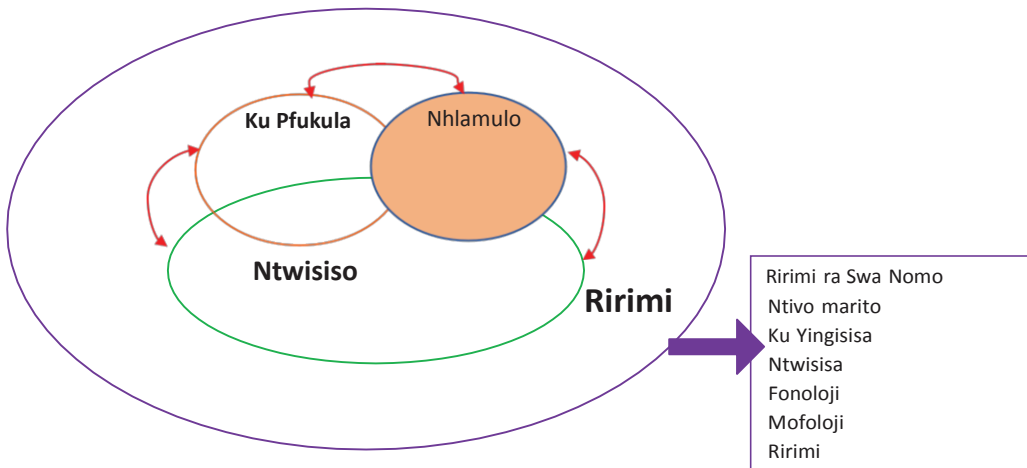 Ku Pfukula
Nhlamulo
Ntwisiso
Ririmi
Ririmi ra Swa Nomo
Ntivo marito
Ku Yingisisa
Ntwisisa
Fonoloji
Mofoloji
Ririmi